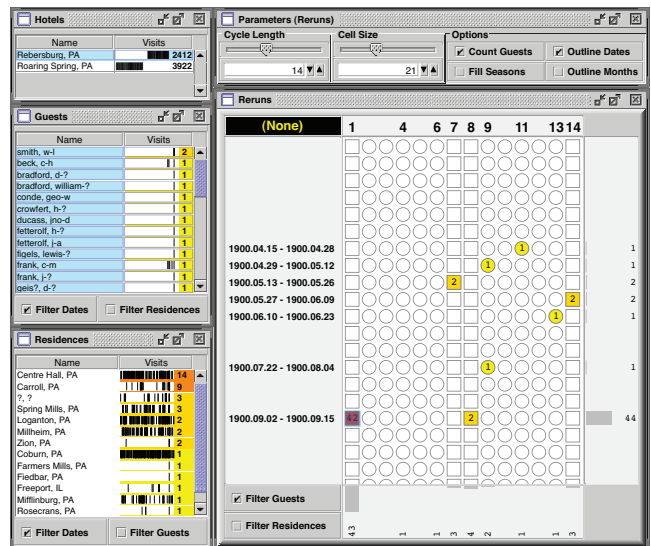 Hotels
Name Visits
Rebersburg, PA 2412
Roaring Spring, PA 3922
Guests
Name Visits
smith, w-l 2
beck, c-h 1
bradford, d-? 1
bradford, william-? 1
conde, geo-w 1
crowfert, h-? 1
ducass, jno-d 1
fetterolf, h-? 1
fetterolf, j-a 1
figels, lewis-? 1
frank, c-m 1
frank, j-? 1
geis?, d-? 1
Filter Dates Filter Residences
Residences
Name Visits
Centre Hall, PA 14
Carroll, PA 9
?, ? 3
Spring Mills, PA 3
Loganton, PA 2
Millheim, PA 2
Zion, PA 2
Coburn, PA 1
Farmers Mills, PA 1
Fiedbar, PA 1
Freeport, IL 1
Mifflinburg, PA 1
Rosecrans, PA 1
Filter Dates Filter Guests
Parameters (Reruns)
Cycle Length Cell Size Options
14 21
Count Guests Outline Dates
Fill Seasons Outline Months
Reruns
(None) 1 4 6 7 8 9 11 13 14
1900.04.15 - 1900.04.28 1 1
1900.04.29 - 1900.05.12 1 1
1900.05.13 - 1900.05.26 2 2
1900.05.27 - 1900.06.09 2 2
1900.06.10 - 1900.06.23 1 1
1900.07.22 - 1900.08.04 1 1
1900.09.02 - 1900.09.15 42 2 44
Filter Guests
Filter Residences
43 1 1 3 4 2 1 1 3